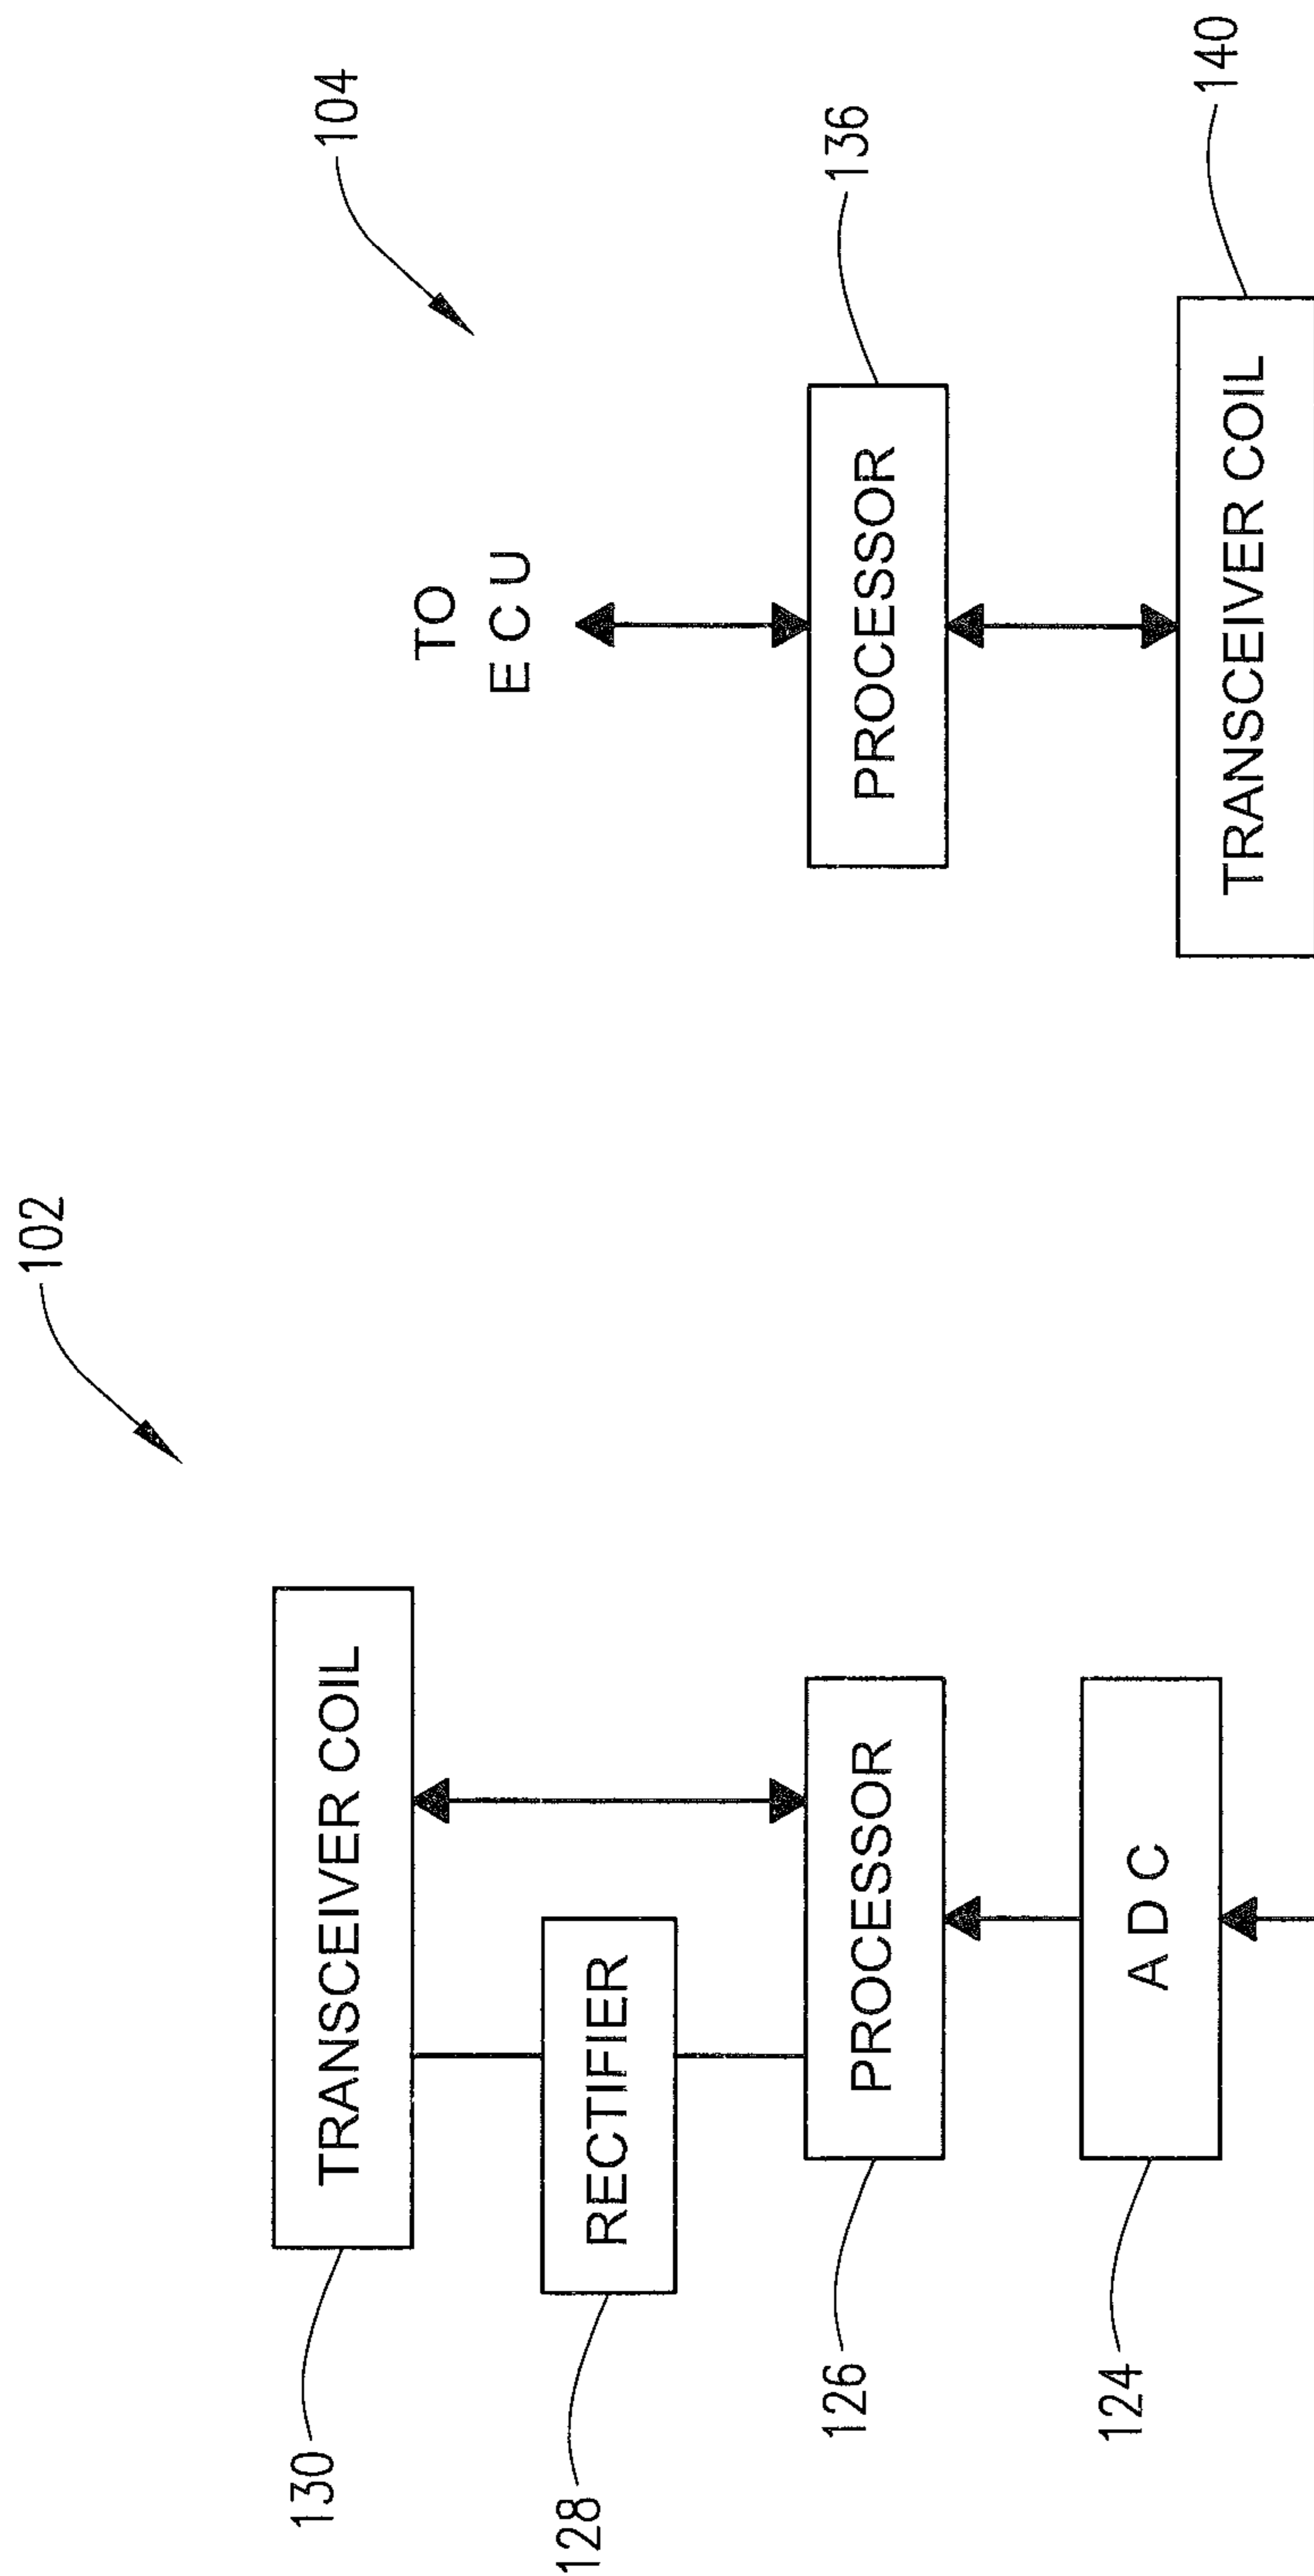 102
130
TRANSCEIVER COIL
128
RECTIFIER
126
PROCESSOR
124
A D C
104
TO
E C U
136
PROCESSOR
140
TRANSCEIVER COIL